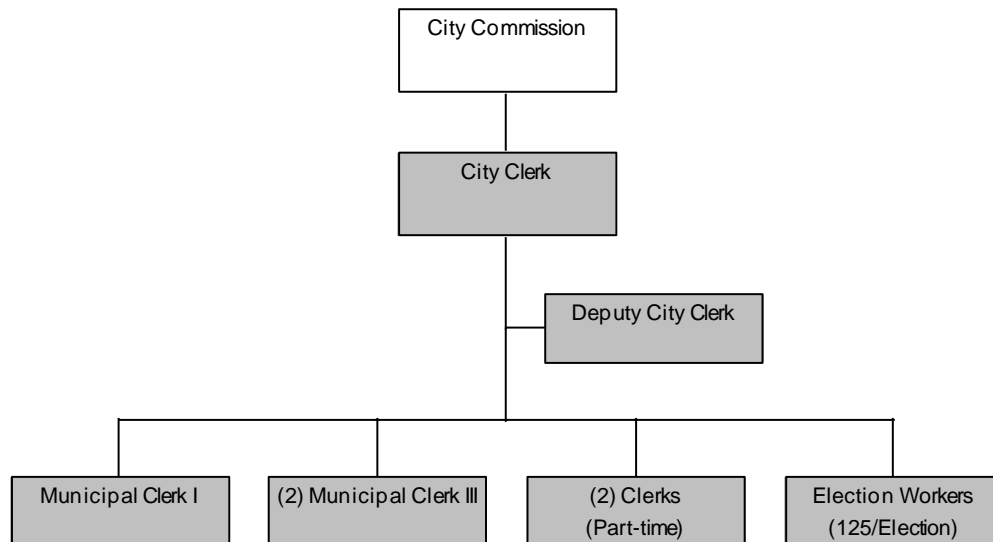 City Commission
City Clerk
Deputy City Clerk
Municipal Clerk I
(2) Municipal Clerk III
(2) Clerks
(Part-time)
Election Workers
(125/Election)